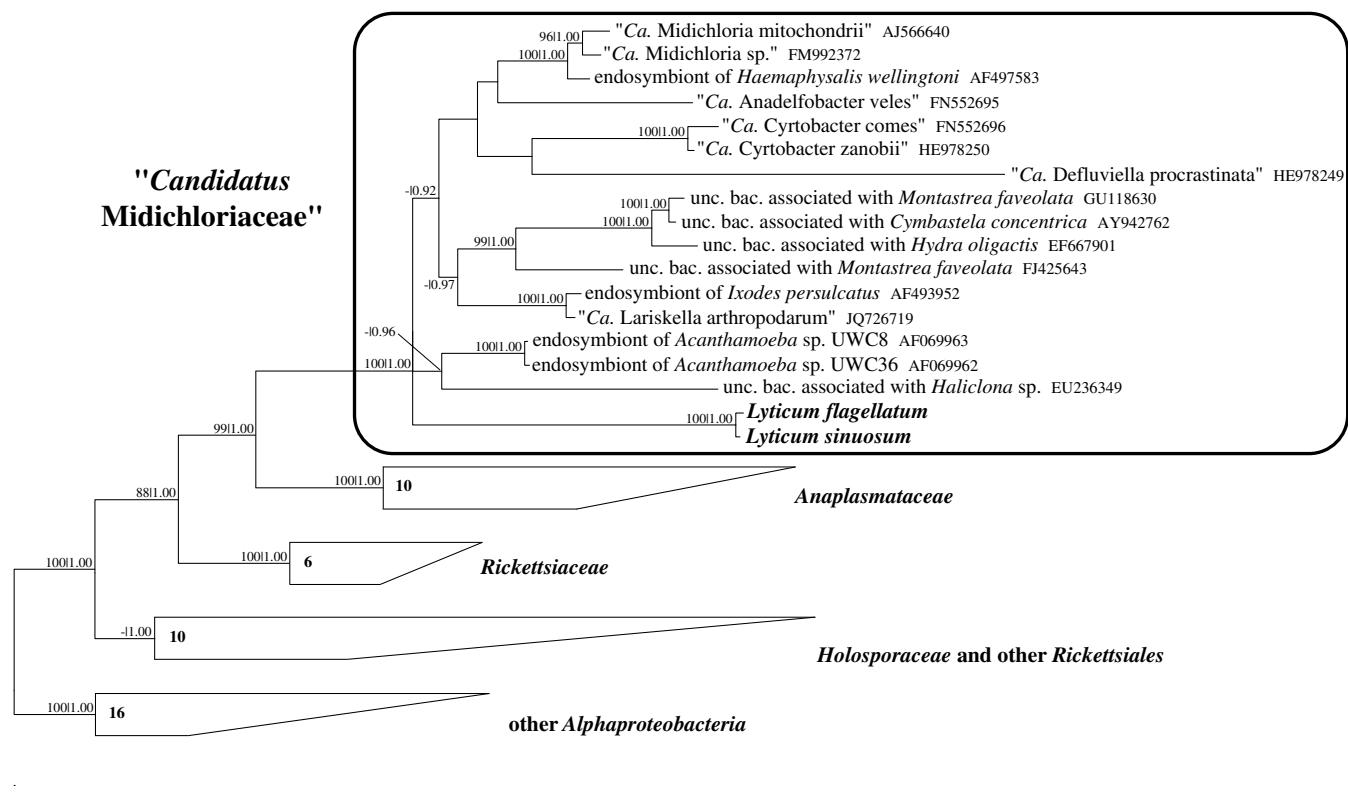 96|1.00
"Ca. Midichloria mitochondrii" AJ566640
100|1.00
"Ca. Midichloria sp." FM992372
endosymbiont of Haemaphysalis wellingtoni AF497583
"Ca. Anadelfobacter veles" FN552695
100|1.00
"Ca. Cyrtobacter comes" FN552696
"Ca. Cyrtobacter zanobii" HE978250
"Ca. Defluviella procrastinata" HE978249
"Candidatus
Midichloriaceae"
-|0.92
100|1.00
unc. bac. associated with Montastrea faveolata GU118630
100|1.00
unc. bac. associated with Cymbastela concentrica AY942762
99|1.00
unc. bac. associated with Hydra oligactis EF667901
unc. bac. associated with Montastrea faveolata FJ425643
-|0.97
100|1.00
endosymbiont of Ixodes persulcatus AF493952
"Ca. Lariskella arthropodarum" JQ726719
-|0.96
100|1.00
endosymbiont of Acanthamoeba sp. UWC8 AF069963
100|1.00
endosymbiont of Acanthamoeba sp. UWC36 AF069962
unc. bac. associated with Haliclona sp. EU236349
100|1.00
Lyticum flagellatum
Lyticum sinuosum
99|1.00
100|1.00
10
Anaplasmataceae
88|1.00
100|1.00
6
Rickettsiaceae
100|1.00
-|1.00
10
Holosporaceae and other Rickettsiales
100|1.00
16
other Alphaproteobacteria